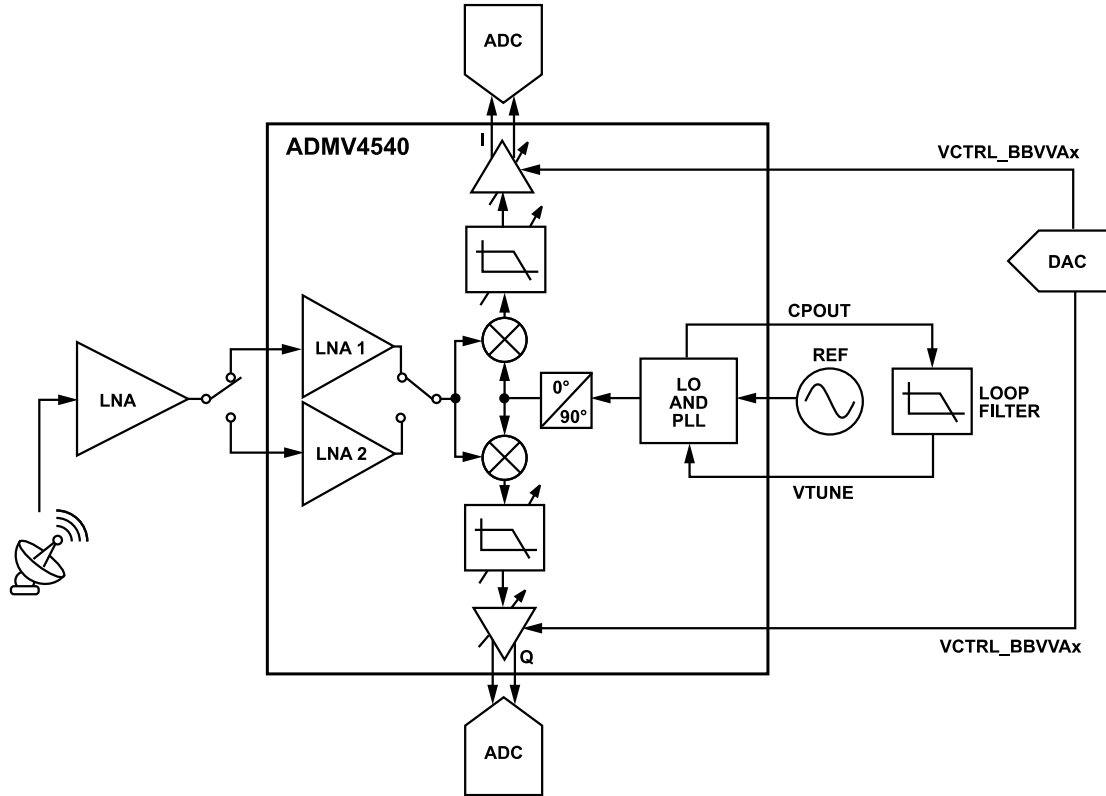 ADC
ADMV4540
I
VCTRL_BBVVAx
DAC
LNA 1
CPOUT
REF
LNA
LO
AND
PLL
0°
90°
LOOP
FILTER
LNA 2
VTUNE
VCTRL_BBVVAx
Q
ADC